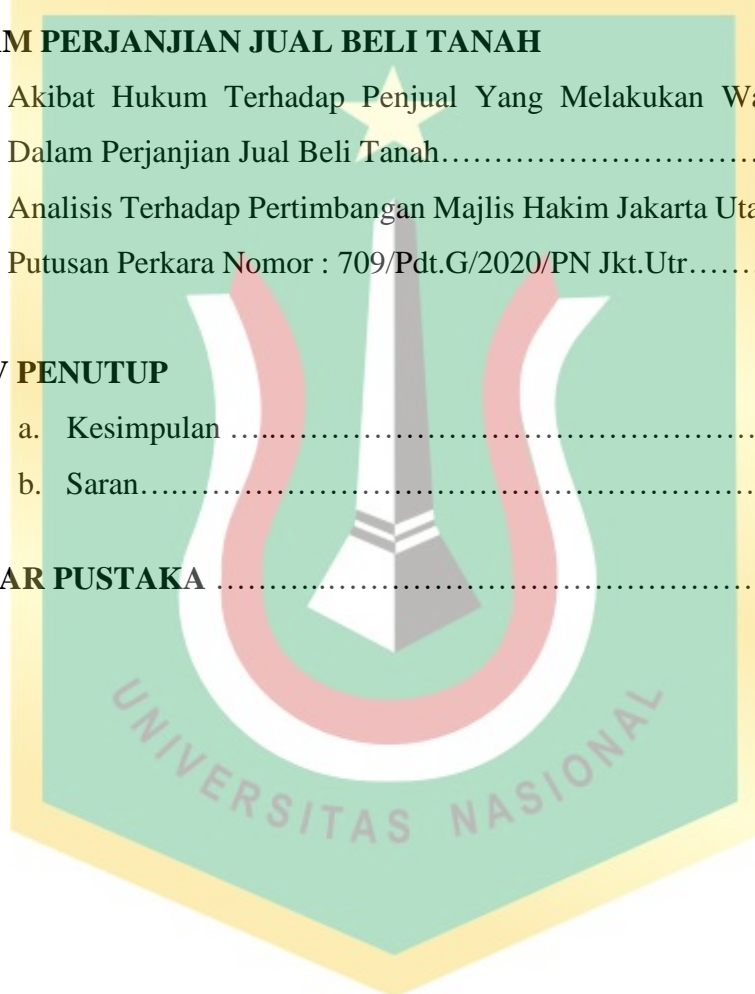 M PERJANJIAN JUAL BELI TANAH
Akibat Hukum Terhadap Penjual Yang Melakukan Wa
Dalam Perjanjian Jual Beli Tanah…………………………
Analisis Terhadap Pertimbangan Majlis Hakim Jakarta Uta
Putusan Perkara Nomor : 709/Pdt.G/2020/PN Jkt.Utr……
PENUTUP
a. Kesimpulan …..……………………………………
b. Saran….……………………………………………
AR PUSTAKA ……….……………………………………
UNIVERSITAS NASIONAL